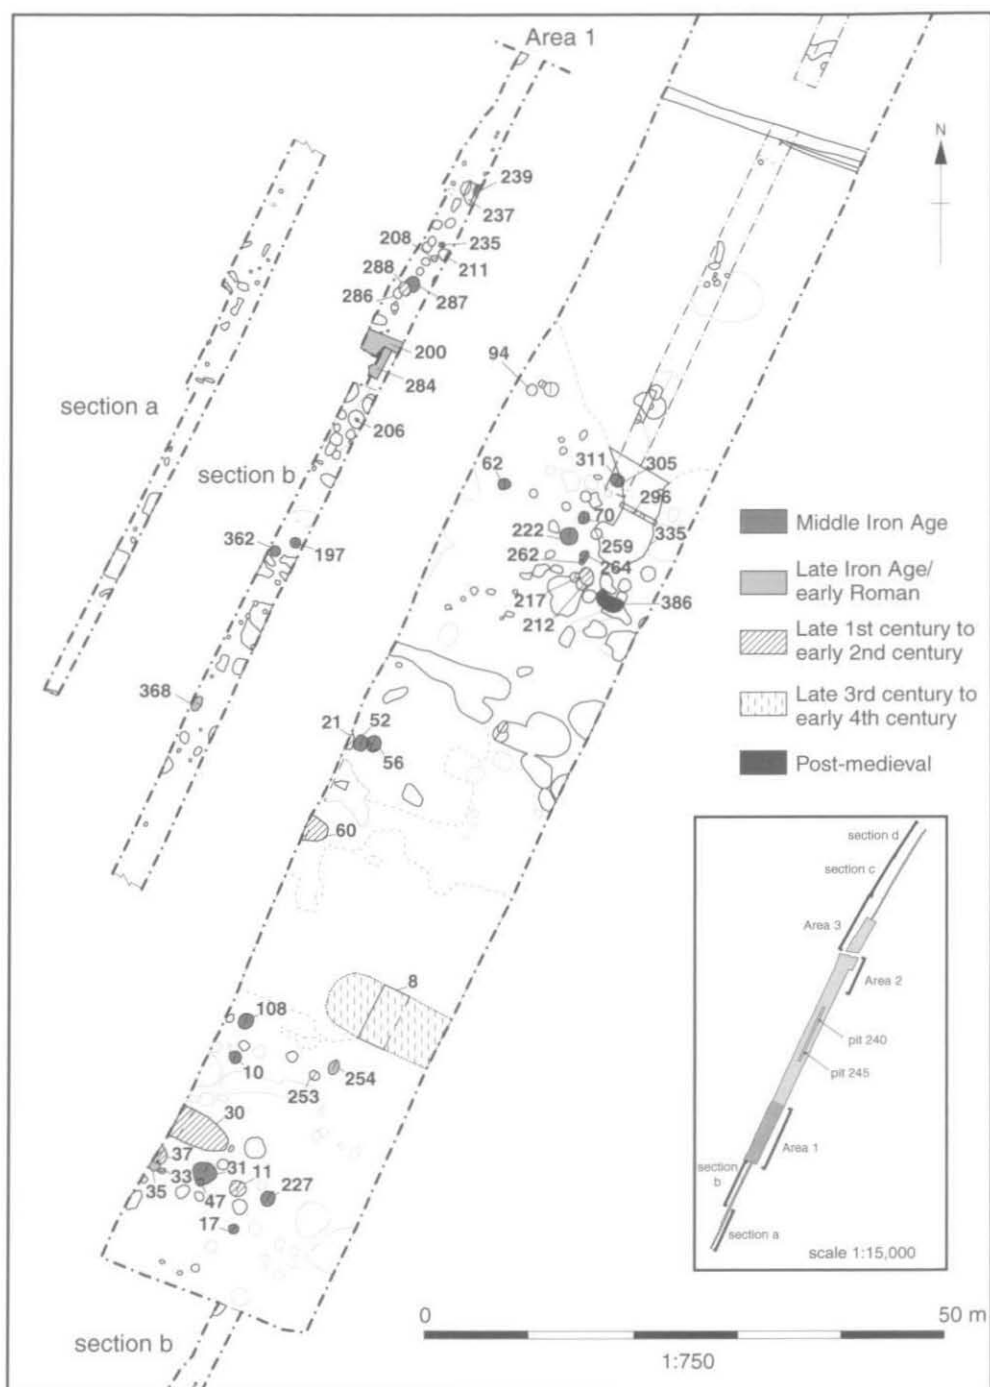 Area 1
N
239
237
208
235
211
288
286
287
200
94
284
section a
206
62
311
305
section b
296
70
222
335
259
362
197
262
264
217
386
212
368
21
52
56
60
8
108
10
254
253
30
37
33
31
11
227
35
47
17
section b
Middle Iron Age
Late Iron Age/
early Roman
Late 1st century to
early 2nd century
Late 3rd century to
early 4th century
Post-medieval
section d
section c
Area 3
Area 2
pit 240
pit 245
Area 1
section
b
section a
scale 1:15,000
0
50 m
1:750